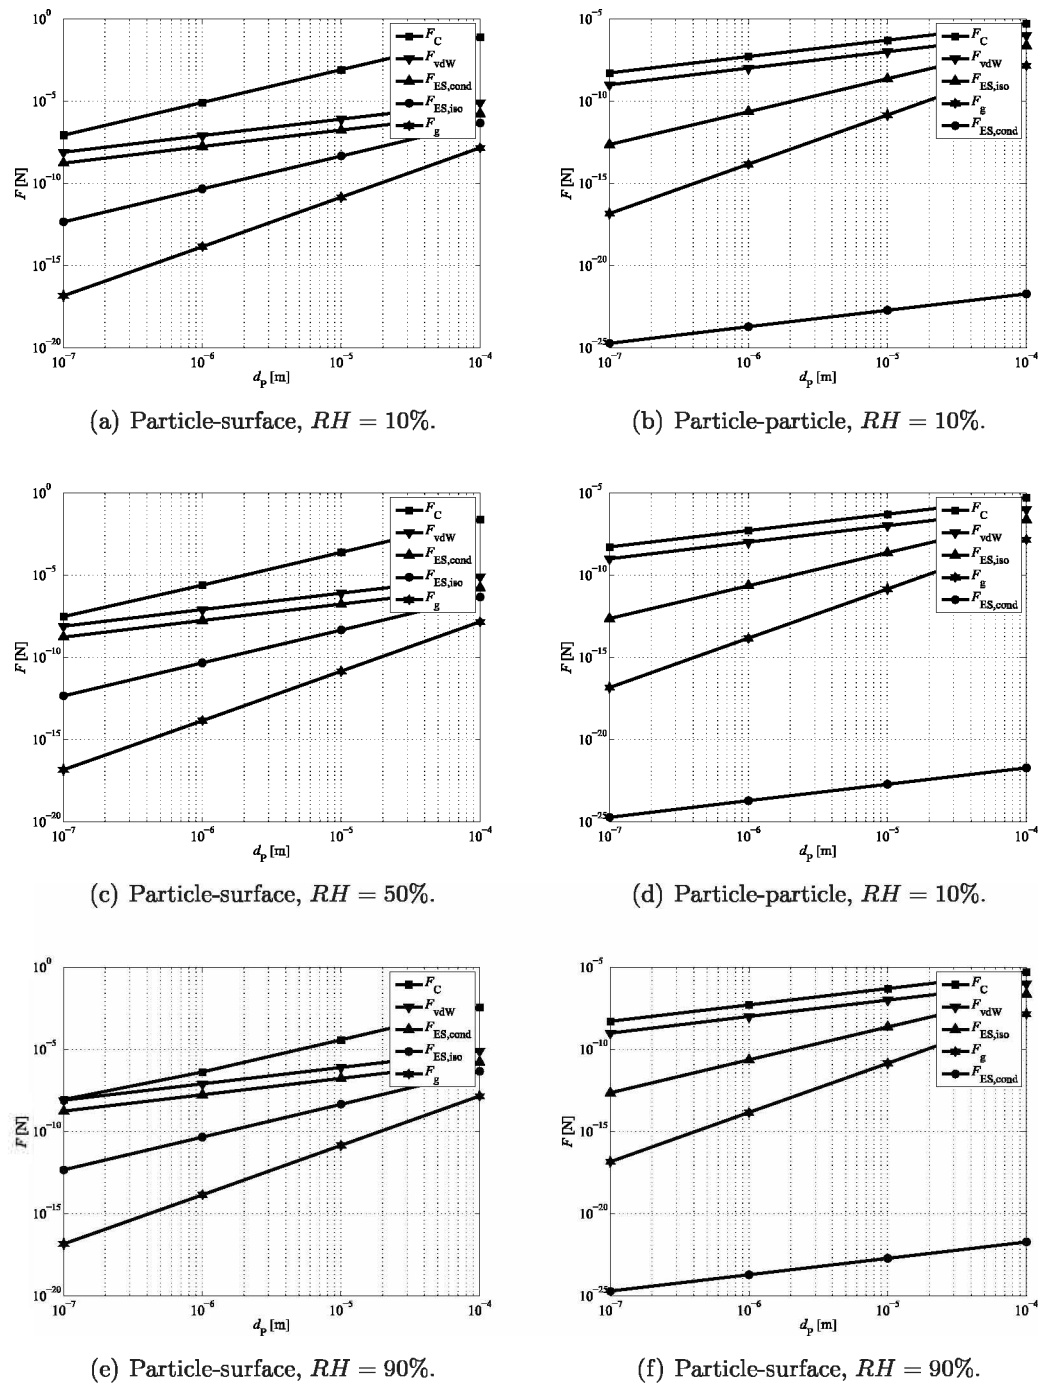 10^0
10^-5
10^-10
10^-15
10^-20
F [N]
10^-7 10^-6 10^-5 10^-4
d_p [m]
F_C
F_vdW
F_ES,cond
F_ES,iso
F_g
(a) Particle-surface, RH = 10%.
10^-5
10^-10
10^-15
10^-20
10^-25
F [N]
10^-7 10^-6 10^-5 10^-4
d_p [m]
F_C
F_vdW
F_ES,iso
F_g
F_ES,cond
(b) Particle-particle, RH = 10%.
10^0
10^-5
10^-10
10^-15
10^-20
F [N]
10^-7 10^-6 10^-5 10^-4
d_p [m]
F_C
F_vdW
F_ES,cond
F_ES,iso
F_g
(c) Particle-surface, RH = 50%.
10^-5
10^-10
10^-15
10^-20
10^-25
F [N]
10^-7 10^-6 10^-5 10^-4
d_p [m]
F_C
F_vdW
F_ES,iso
F_g
F_ES,cond
(d) Particle-particle, RH = 10%.
10^0
10^-5
10^-10
10^-15
10^-20
F [N]
10^-7 10^-6 10^-5 10^-4
d_p [m]
F_C
F_vdW
F_ES,cond
F_ES,iso
F_g
(e) Particle-surface, RH = 90%.
10^-5
10^-10
10^-15
10^-20
10^-25
F [N]
10^-7 10^-6 10^-5 10^-4
d_p [m]
F_C
F_vdW
F_ES,iso
F_g
F_ES,cond
(f) Particle-surface, RH = 90%.